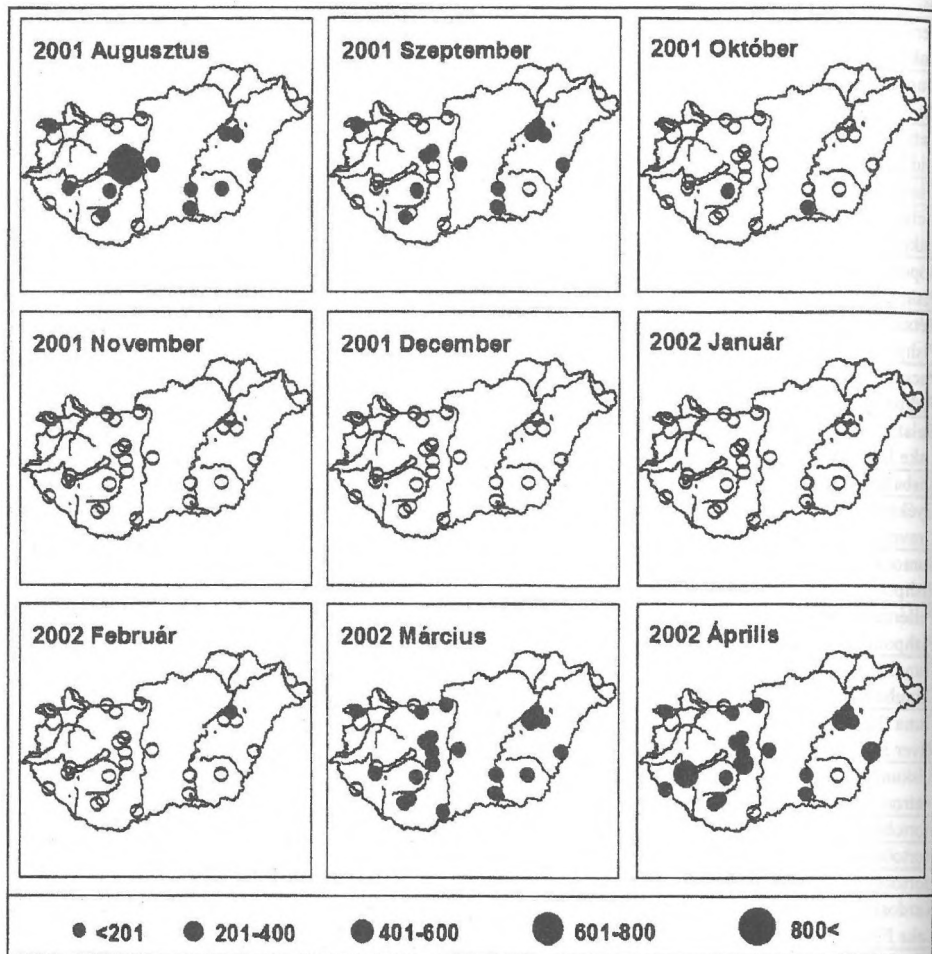 2001 Augusztus
2001 Szeptember
2001 Október
2001 November
2001 December
2002 Január
2002 Február
2002 Március
2002 Április
<201
201-400
401-600
601-800
800<